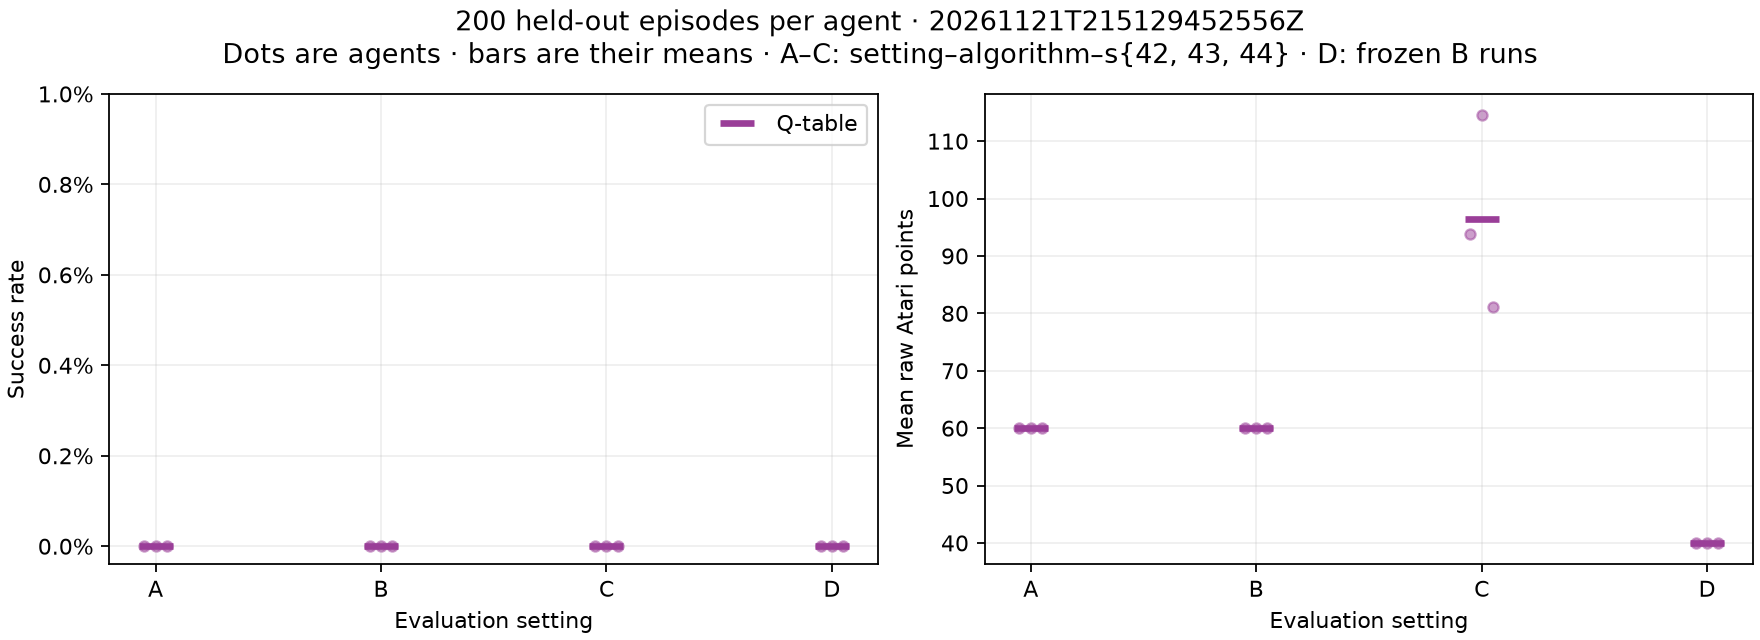 200 held-out episodes per agent · 20261121T215129452556Z
Dots are agents · bars are their means · A–C: setting–algorithm–s{42, 43, 44} · D: frozen B runs
Success rate
1.0%
0.8%
0.6%
0.4%
0.2%
0.0%
Q-table
A B C D
Evaluation setting
Mean raw Atari points
110
100
90
80
70
60
50
40
A B C D
Evaluation setting